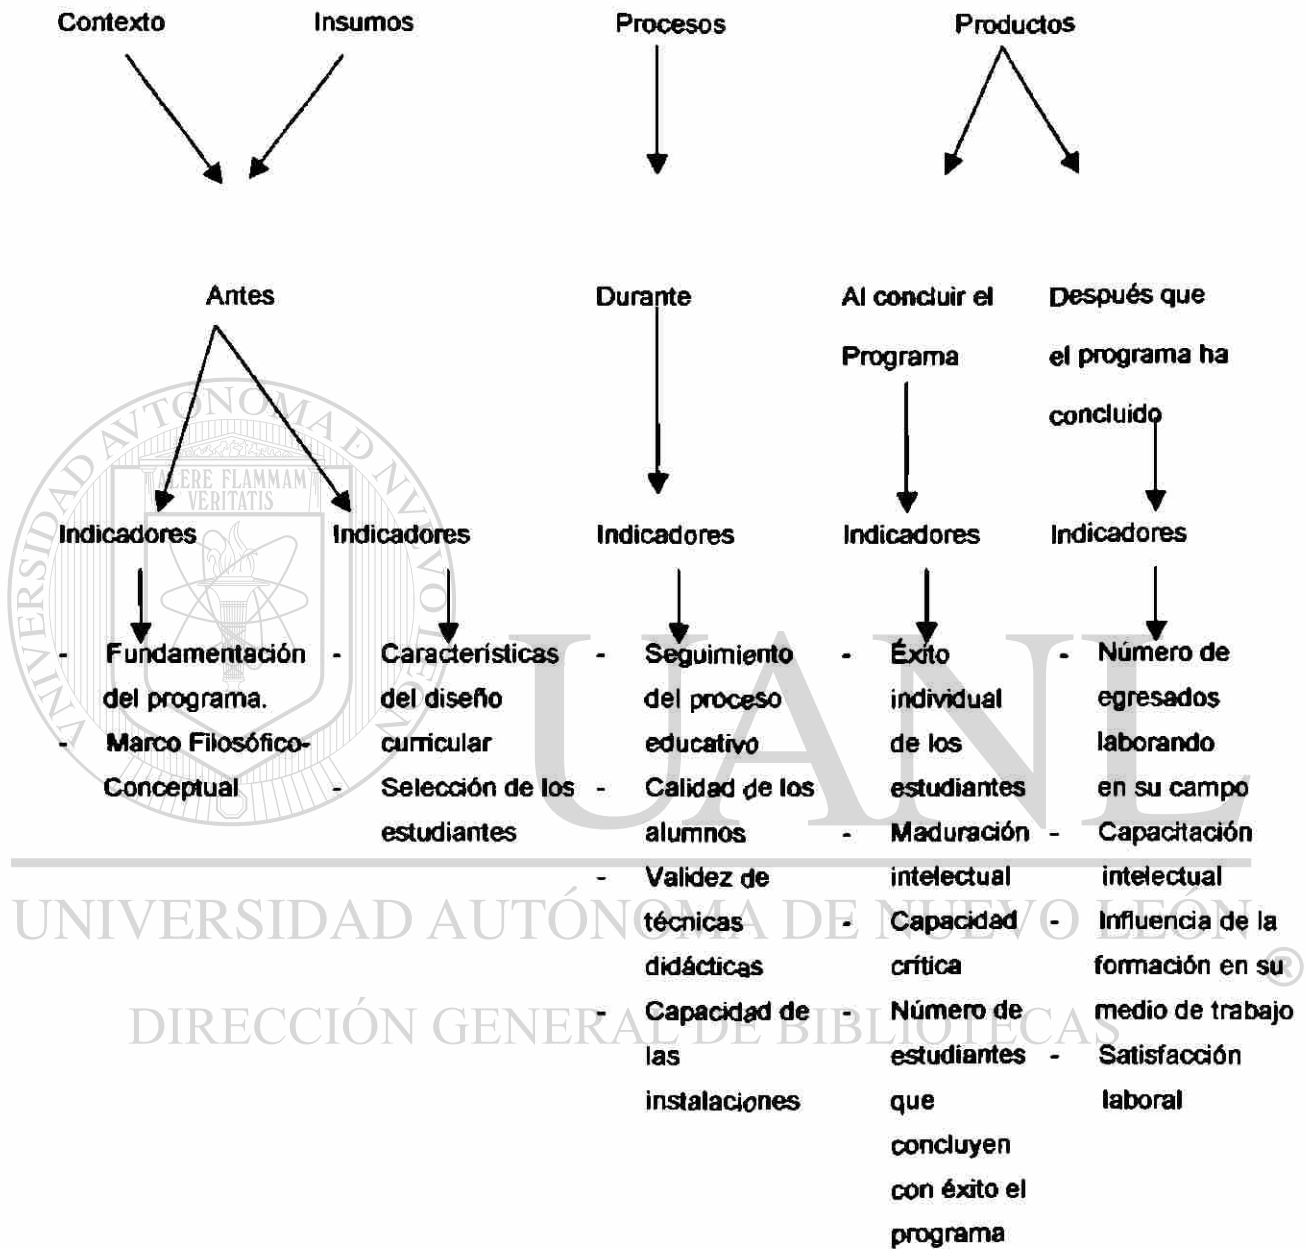 Contexto Insumos Procesos Productos
Antes Durante Al concluir el Programa Después que el programa ha concluido
Indicadores Indicadores Indicadores Indicadores Indicadores
- Fundamentación
del programa.
- Marco Filosófico-
Conceptual
- Características
del diseño
curricular
- Selección de los
estudiantes
- Seguimiento
del proceso
educativo
- Calidad de los
alumnos
- Validez de
técnicas
didácticas
- Capacidad de
las
instalaciones
- Éxito
individual
de los
estudiantes
- Maduración
intelectual
- Capacidad
crítica
- Número de
estudiantes
que
concluyen
con éxito el
programa
- Número de
egresados
laborando
en su campo
- Capacitación
intelectual
- Influencia de la
formación en su
medio de trabajo
- Satisfacción
laboral
UNIVERSIDAD AVTONOMA D NVEVO LEÓN
ALERE FLAMMAM
VERITATIS
UANL
UNIVERSIDAD AUTÓNOMA DE NUEVO LEÓN
®
DIRECCIÓN GENERAL DE BIBLIOTECAS